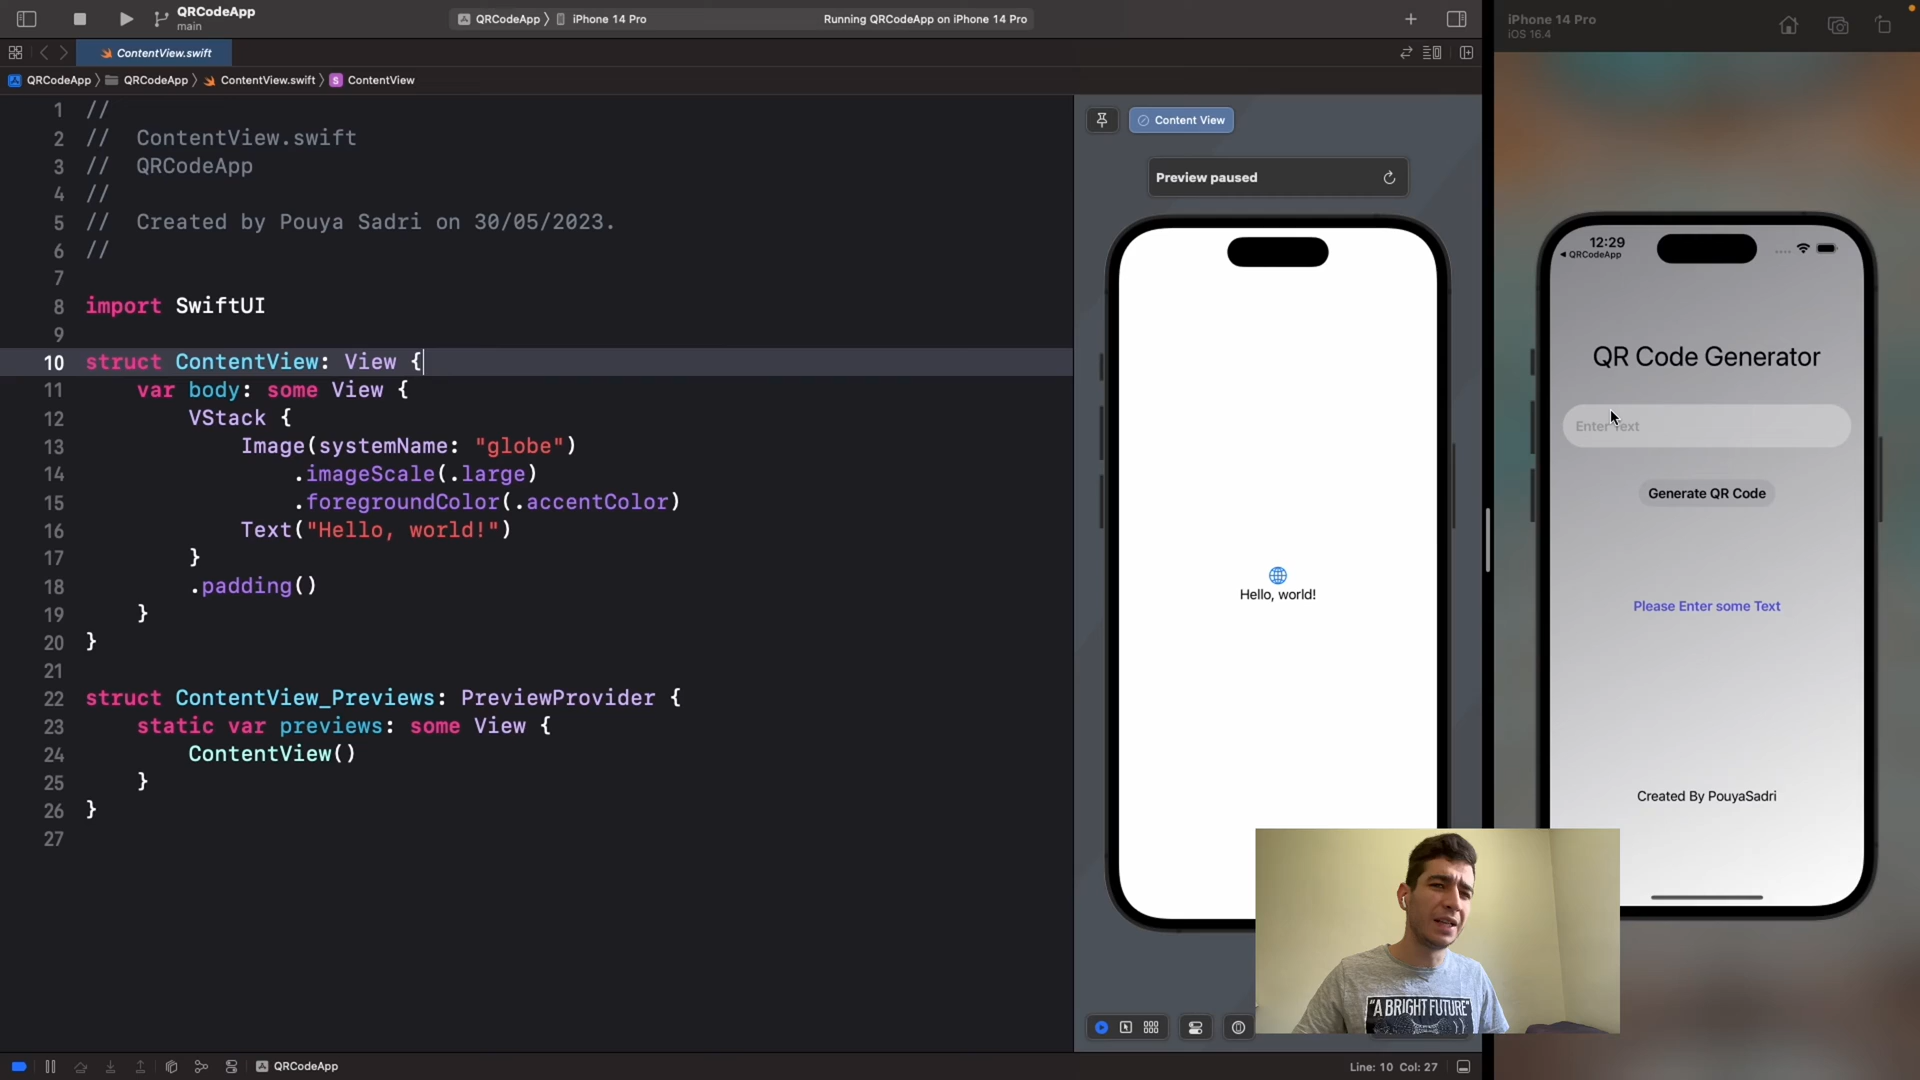 QRCodeApp
main
QRCodeApp
iPhone 14 Pro
Running QRCodeApp on iPhone 14 Pro
ContentView.swift
QRCodeApp
QRCodeApp
ContentView.swift
S
ContentView
1 //
2 //  ContentView.swift
3 //  QRCodeApp
4 //
5 //  Created by Pouya Sadri on 30/05/2023.
6 //
7
8 import SwiftUI
9
10 struct ContentView: View {
11     var body: some View {
12         VStack {
13             Image(systemName: "globe")
14                 .imageScale(.large)
15                 .foregroundColor(.accentColor)
16             Text("Hello, world!")
17         }
18         .padding()
19     }
20 }
21
22 struct ContentView_Previews: PreviewProvider {
23     static var previews: some View {
24         ContentView()
25     }
26 }
27
Content View
Preview paused
Hello, world!
iPhone 14 Pro
iOS 16.4
12:29
QRCodeApp
QR Code Generator
Enter Text
Generate QR Code
Please Enter some Text
Created By PouyaSadri
"A BRIGHT FUTURE"
QRCodeApp
Line: 10 Col: 27